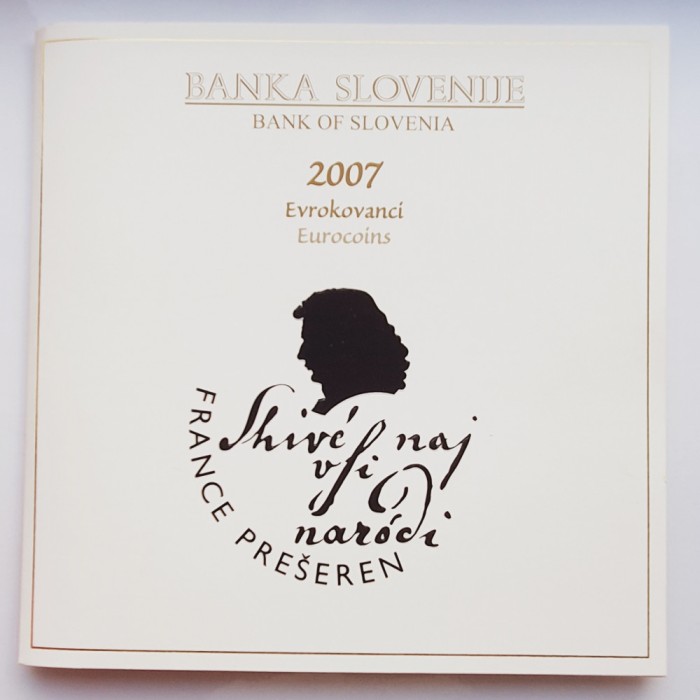 BANKA SLOVENIJE
BANK OF SLOVENIA
2007
Evrokovanci
Eurocoins
Shivé naj
vſi
naródi
FRANCE PREŠEREN